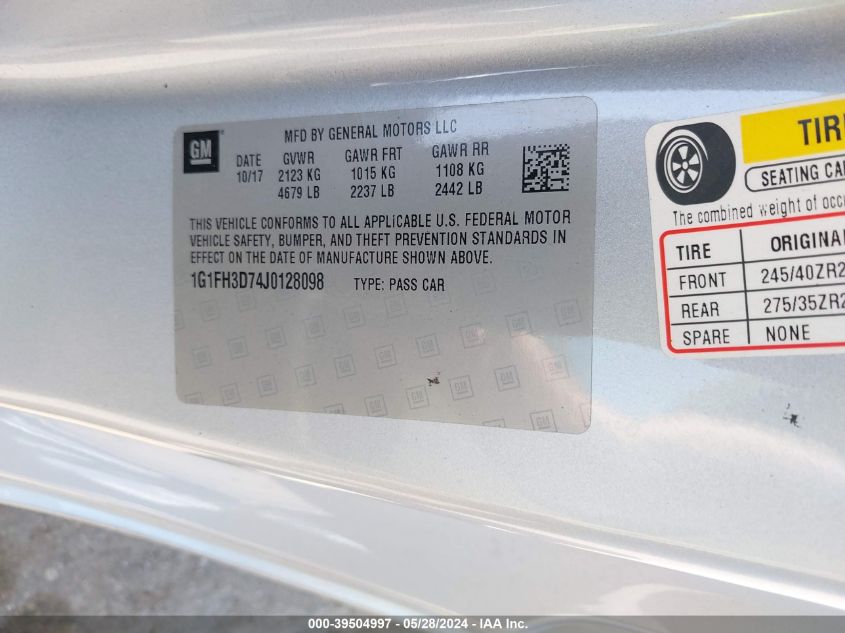 GM
MFD BY GENERAL MOTORS LLC
DATE GVWR GAWR FRT GAWR RR
10/17 2123 KG 1015 KG 1108 KG
4679 LB 2237 LB 2442 LB
THIS VEHICLE CONFORMS TO ALL APPLICABLE U.S. FEDERAL MOTOR
VEHICLE SAFETY, BUMPER, AND THEFT PREVENTION STANDARDS IN
EFFECT ON THE DATE OF MANUFACTURE SHOWN ABOVE.
1G1FH3D74J0128098 TYPE: PASS CAR
TIR
SEATING CA
The combined weight of occ
TIRE ORIGINA
FRONT 245/40ZR2
REAR 275/35ZR2
SPARE NONE
000-39504997 - 05/28/2024 - IAA Inc.